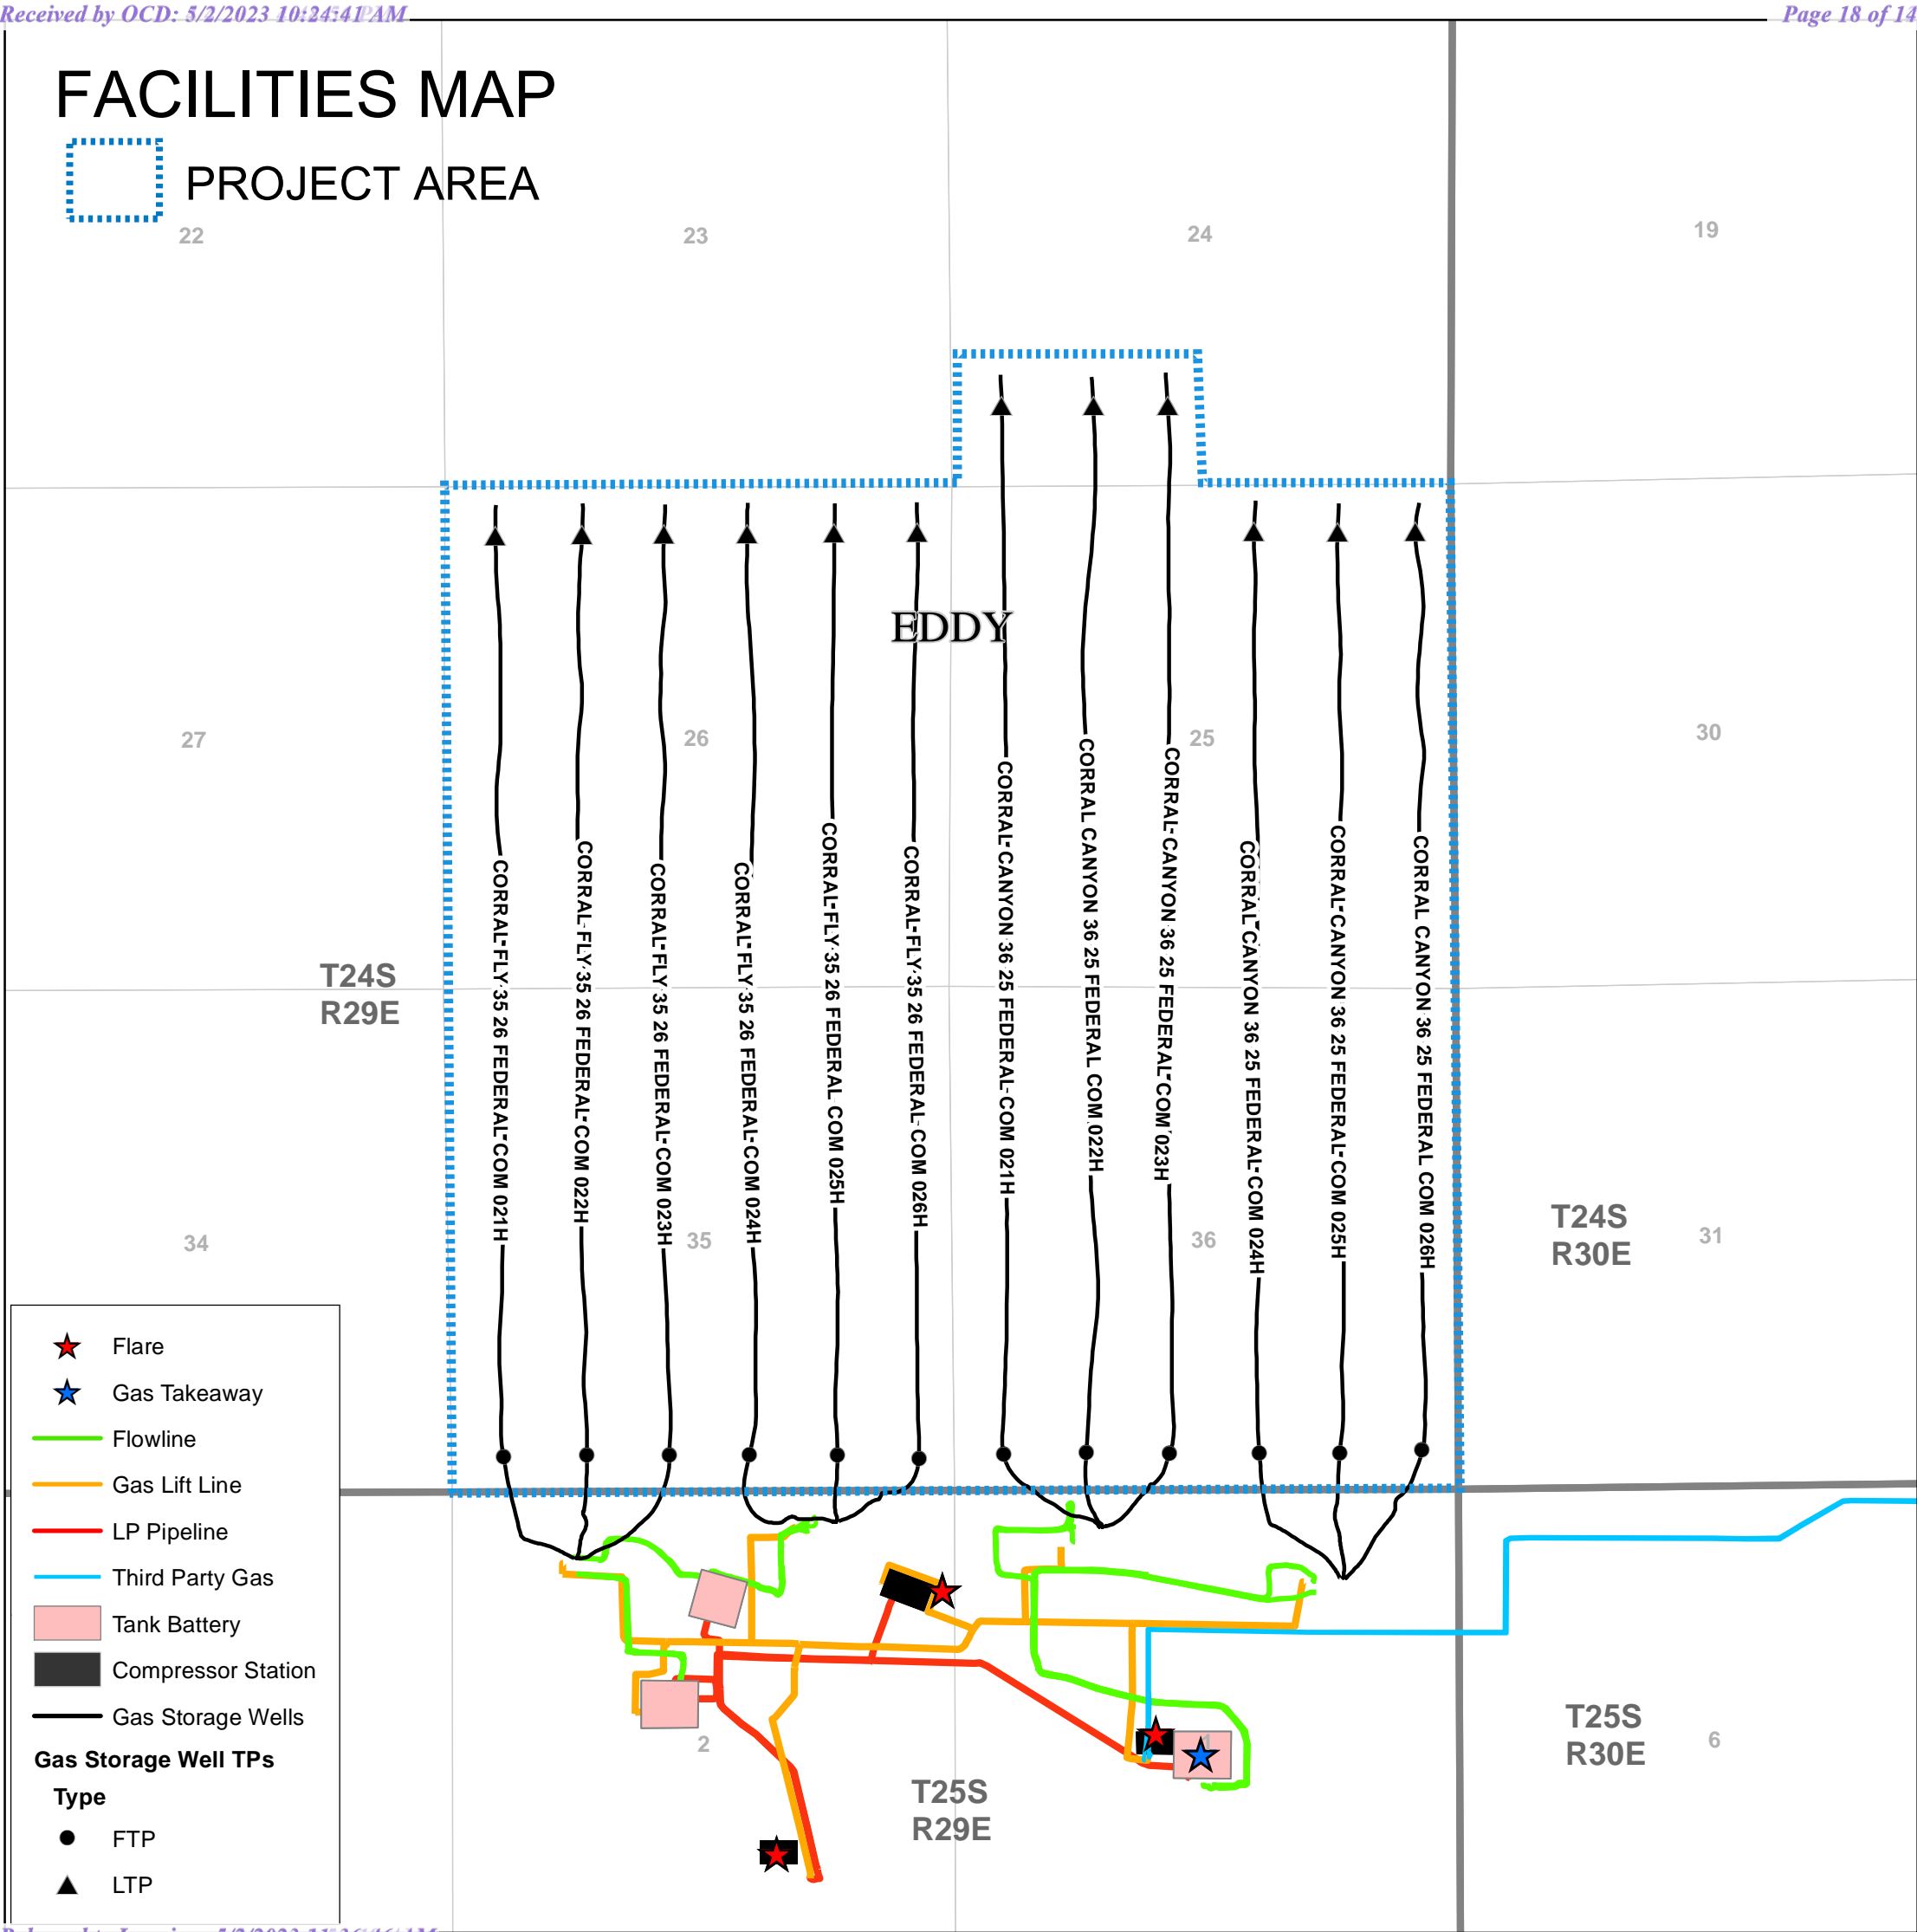 Received by OCD: 5/2/2023 10:24:41 AM
Page 18 of 14
FACILITIES MAP
PROJECT AREA
22
23
24
19
EDDY
27
26
25
30
CORRAL FLY 35 26 FEDERAL COM 021H
CORRAL FLY 35 26 FEDERAL COM 022H
CORRAL FLY 35 26 FEDERAL COM 023H
CORRAL FLY 35 26 FEDERAL COM 024H
CORRAL FLY 35 26 FEDERAL COM 025H
CORRAL FLY 35 26 FEDERAL COM 026H
CORRAL CANYON 36 25 FEDERAL COM 021H
CORRAL CANYON 36 25 FEDERAL COM 022H
CORRAL CANYON 36 25 FEDERAL COM 023H
CORRAL CANYON 36 25 FEDERAL COM 024H
CORRAL CANYON 36 25 FEDERAL COM 025H
CORRAL CANYON 36 25 FEDERAL COM 026H
T24S
R29E
T24S
R30E
34
35
36
31
Flare
Gas Takeaway
Flowline
Gas Lift Line
LP Pipeline
Third Party Gas
Tank Battery
Compressor Station
Gas Storage Wells
Gas Storage Well TPs
Type
FTP
LTP
2
1
6
T25S
R29E
T25S
R30E